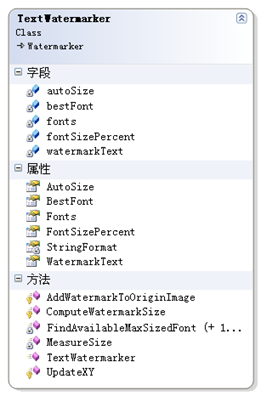 TextWatermarker
Class
Watermarker
字段
autoSize
bestFont
fonts
fontSizePercent
watermarkText
属性
AutoSize
BestFont
Fonts
FontSizePercent
StringFormat
WatermarkText
方法
AddWatermarkToOriginImage
ComputeWatermarkSize
FindAvailableMaxSizedFont (+ 1...
MeasureSize
TextWatermarker
UpdateXY